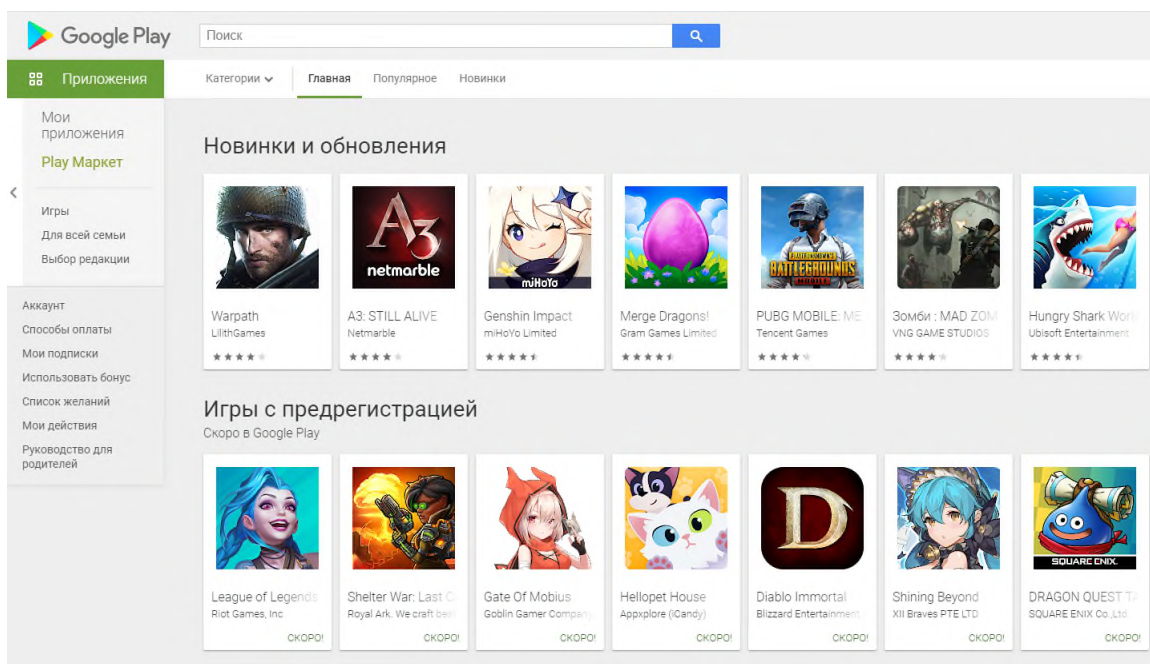 Google Play
Поиск
Приложения
Категории
Главная
Популярное
Новинки
Мои
приложения
Play Маркет
Игры
Для всей семьи
Выбор редакции
Аккаунт
Способы оплаты
Мои подписки
Использовать бонус
Список желаний
Мои действия
Руководство для
родителей
Новинки и обновления
A3
netmarble
miHoYo
BATTLEGROUNDS
MOBILE
Warpath
LilithGames
A3: STILL ALIVE
Netmarble
Genshin Impact
miHoYo Limited
Merge Dragons!
Gram Games Limited
PUBG MOBILE: ME
Tencent Games
Зомби : MAD ZOM
VNG GAME STUDIOS
Hungry Shark Worl
Ubisoft Entertainment
Игры с предрегистрацией
Скоро в Google Play
D
SQUARE ENIX.
League of Legends
Riot Games, Inc
СКОРО!
Shelter War: Last C
Royal Ark. We craft best
СКОРО!
Gate Of Mobius
Goblin Gamer Company,
СКОРО!
Hellopet House
Appxplore (iCandy)
СКОРО!
Diablo Immortal
Blizzard Entertainment,
СКОРО!
Shining Beyond
XII Braves PTE LTD
СКОРО!
DRAGON QUEST TA
SQUARE ENIX Co.,Ltd
СКОРО!